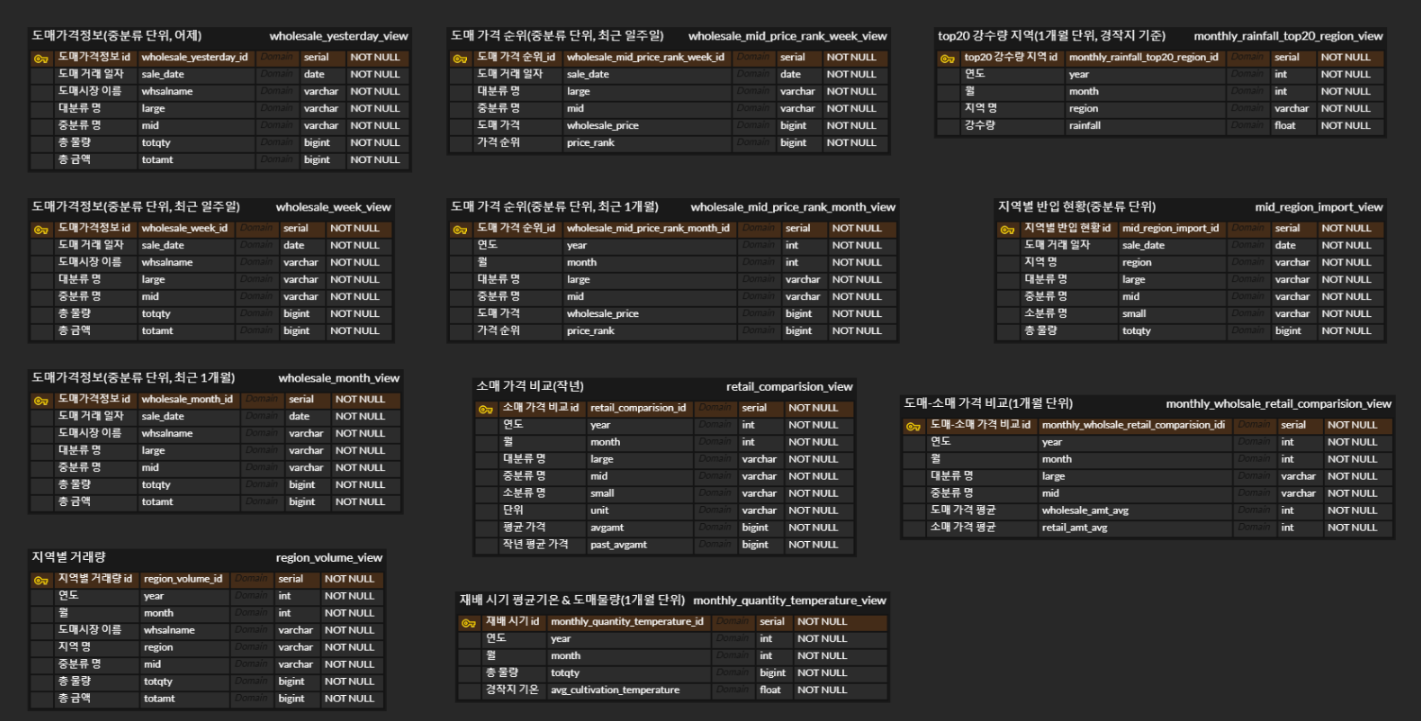 도매가격정보(중분류 단위, 어제) wholesale_yesterday_view
도매가격정보 id wholesale_yesterday_id Domain serial NOT NULL
도매 거래 일자 sale_date Domain date NOT NULL
도매시장 이름 whsalname Domain varchar NOT NULL
대분류 명 large Domain varchar NOT NULL
중분류 명 mid Domain varchar NOT NULL
총 물량 totqty Domain bigint NOT NULL
총 금액 totamt Domain bigint NOT NULL
도매 가격 순위(중분류 단위, 최근 일주일) wholesale_mid_price_rank_week_view
도매 가격 순위_id wholesale_mid_price_rank_week_id Domain serial NOT NULL
도매 거래 일자 sale_date Domain date NOT NULL
대분류 명 large Domain varchar NOT NULL
중분류 명 mid Domain varchar NOT NULL
도매 가격 wholesale_price Domain bigint NOT NULL
가격 순위 price_rank Domain bigint NOT NULL
top20 강수량 지역(1개월 단위, 경작지 기준) monthly_rainfall_top20_region_view
top20 강수량 지역 id monthly_rainfall_top20_region_id Domain serial NOT NULL
연도 year Domain int NOT NULL
월 month Domain int NOT NULL
지역 명 region Domain varchar NOT NULL
강수량 rainfall Domain float NOT NULL
도매가격정보(중분류 단위, 최근 일주일) wholesale_week_view
도매가격정보 id wholesale_week_id Domain serial NOT NULL
도매 거래 일자 sale_date Domain date NOT NULL
도매시장 이름 whsalname Domain varchar NOT NULL
대분류 명 large Domain varchar NOT NULL
중분류 명 mid Domain varchar NOT NULL
총 물량 totqty Domain bigint NOT NULL
총 금액 totamt Domain bigint NOT NULL
도매 가격 순위(중분류 단위, 최근 1개월) wholesale_mid_price_rank_month_view
도매 가격 순위_id wholesale_mid_price_rank_month_id Domain serial NOT NULL
연도 year Domain int NOT NULL
월 month Domain int NOT NULL
대분류 명 large Domain varchar NOT NULL
중분류 명 mid Domain varchar NOT NULL
도매 가격 wholesale_price Domain bigint NOT NULL
가격 순위 price_rank Domain bigint NOT NULL
지역별 반입 현황(중분류 단위) mid_region_import_view
지역별 반입 현황 id mid_region_import_id Domain serial NOT NULL
도매 거래 일자 sale_date Domain date NOT NULL
지역 명 region Domain varchar NOT NULL
대분류 명 large Domain varchar NOT NULL
중분류 명 mid Domain varchar NOT NULL
소분류 명 small Domain varchar NOT NULL
총 물량 totqty Domain bigint NOT NULL
도매가격정보(중분류 단위, 최근 1개월) wholesale_month_view
도매가격정보 id wholesale_month_id Domain serial NOT NULL
도매 거래 일자 sale_date Domain date NOT NULL
도매시장 이름 whsalname Domain varchar NOT NULL
대분류 명 large Domain varchar NOT NULL
중분류 명 mid Domain varchar NOT NULL
총 물량 totqty Domain bigint NOT NULL
총 금액 totamt Domain bigint NOT NULL
소매 가격 비교(작년) retail_comparision_view
소매 가격 비교 id retail_comparision_id Domain serial NOT NULL
연도 year Domain int NOT NULL
월 month Domain int NOT NULL
대분류 명 large Domain varchar NOT NULL
중분류 명 mid Domain varchar NOT NULL
소분류 명 small Domain varchar NOT NULL
단위 unit Domain varchar NOT NULL
평균 가격 avgamt Domain bigint NOT NULL
작년 평균 가격 past_avgamt Domain bigint NOT NULL
도매-소매 가격 비교(1개월 단위) monthly_wholsale_retail_comparision_view
도매-소매 가격 비교 id monthly_wholsale_retail_comparision_idi Domain serial NOT NULL
연도 year Domain int NOT NULL
월 month Domain int NOT NULL
대분류 명 large Domain varchar NOT NULL
중분류 명 mid Domain varchar NOT NULL
도매 가격 평균 wholesale_amt_avg Domain int NOT NULL
소매 가격 평균 retail_amt_avg Domain int NOT NULL
지역별 거래량 region_volume_view
지역별 거래량 id region_volume_id Domain serial NOT NULL
연도 year Domain int NOT NULL
월 month Domain int NOT NULL
도매시장 이름 whsalname Domain varchar NOT NULL
지역 명 region Domain varchar NOT NULL
중분류 명 mid Domain varchar NOT NULL
총 물량 totqty Domain bigint NOT NULL
총 금액 totamt Domain bigint NOT NULL
재배 시기 평균기온 & 도매물량(1개월 단위) monthly_quantity_temperature_view
재배 시기 id monthly_quantity_temperature_id Domain serial NOT NULL
연도 year Domain int NOT NULL
월 month Domain int NOT NULL
총 물량 totqty Domain bigint NOT NULL
경작지 기온 avg_cultivation_temperature Domain float NOT NULL